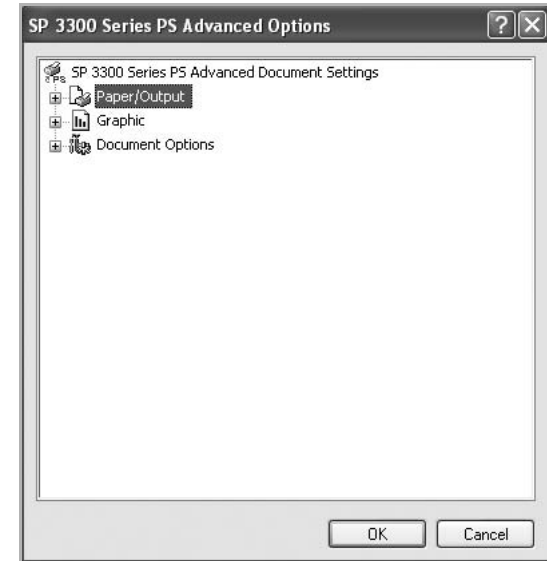 SP 3300 Series PS Advanced Options
SP 3300 Series PS Advanced Document Settings
Paper/Output
Graphic
Document Options
OK Cancel